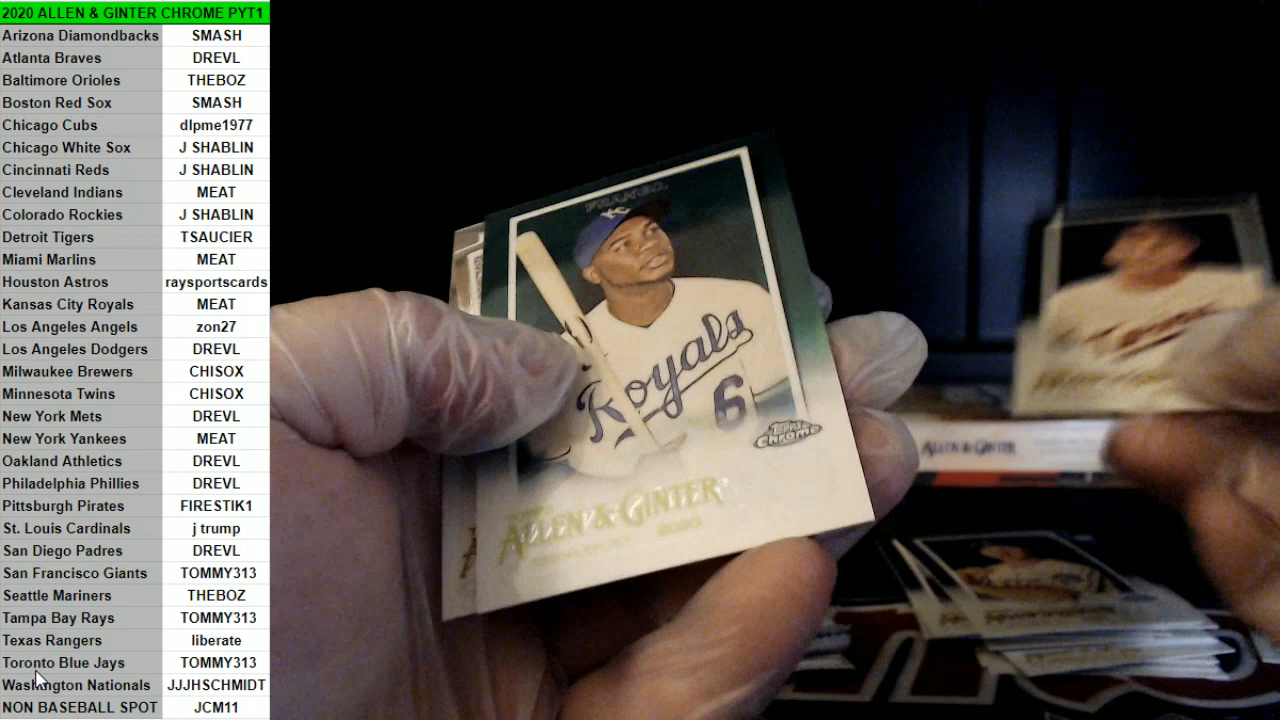 2020 ALLEN & GINTER CHROME PYT1
Arizona Diamondbacks SMASH
Atlanta Braves DREVL
Baltimore Orioles THEBOZ
Boston Red Sox SMASH
Chicago Cubs dlpme1977
Chicago White Sox J SHABLIN
Cincinnati Reds J SHABLIN
Cleveland Indians MEAT
Colorado Rockies J SHABLIN
Detroit Tigers TSAUCIER
Miami Marlins MEAT
Houston Astros raysportscards
Kansas City Royals MEAT
Los Angeles Angels zon27
Los Angeles Dodgers DREVL
Milwaukee Brewers CHISOX
Minnesota Twins CHISOX
New York Mets DREVL
New York Yankees MEAT
Oakland Athletics DREVL
Philadelphia Phillies DREVL
Pittsburgh Pirates FIRESTIK1
St. Louis Cardinals j trump
San Diego Padres DREVL
San Francisco Giants TOMMY313
Seattle Mariners THEBOZ
Tampa Bay Rays TOMMY313
Texas Rangers liberate
Toronto Blue Jays TOMMY313
Washington Nationals JJJHSCHMIDT
NON BASEBALL SPOT JCM11
FRANCO
KC
Royals
6
Topps
Chrome
ALLEN & GINTER
ALLEN & GINTER